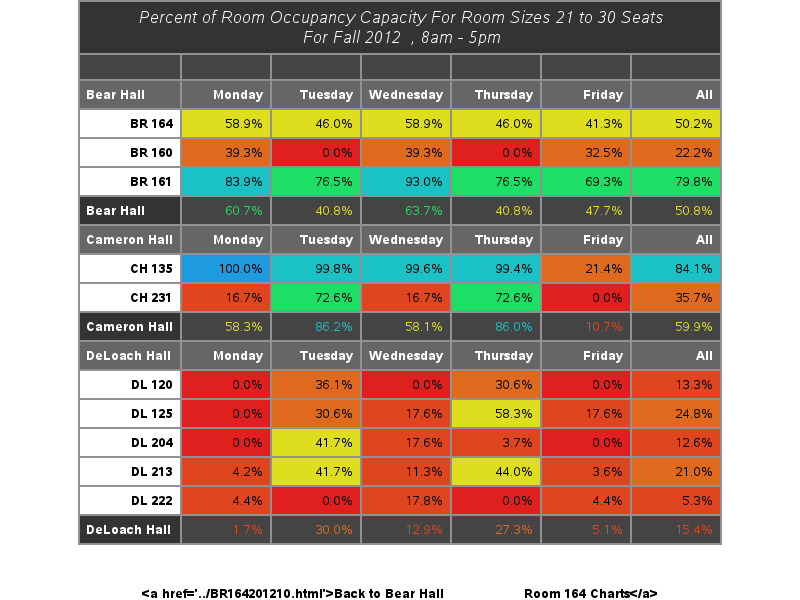 Percent of Room Occupancy Capacity For Room Sizes 21 to 30 Seats
For Fall 2012 , 8am - 5pm
Bear Hall Monday Tuesday Wednesday Thursday Friday All
BR 164 58.9% 46.0% 58.9% 46.0% 41.3% 50.2%
BR 160 39.3% 0.0% 39.3% 0.0% 32.5% 22.2%
BR 161 83.9% 76.5% 93.0% 76.5% 69.3% 79.8%
Bear Hall 60.7% 40.8% 63.7% 40.8% 47.7% 50.8%
Cameron Hall Monday Tuesday Wednesday Thursday Friday All
CH 135 100.0% 99.8% 99.6% 99.4% 21.4% 84.1%
CH 231 16.7% 72.6% 16.7% 72.6% 0.0% 35.7%
Cameron Hall 58.3% 86.2% 58.1% 86.0% 10.7% 59.9%
DeLoach Hall Monday Tuesday Wednesday Thursday Friday All
DL 120 0.0% 36.1% 0.0% 30.6% 0.0% 13.3%
DL 125 0.0% 30.6% 17.6% 58.3% 17.6% 24.8%
DL 204 0.0% 41.7% 17.6% 3.7% 0.0% 12.6%
DL 213 4.2% 41.7% 11.3% 44.0% 3.6% 21.0%
DL 222 4.4% 0.0% 17.8% 0.0% 4.4% 5.3%
DeLoach Hall 1.7% 30.0% 12.9% 27.3% 5.1% 15.4%
<a href='../BR164201210.html'>Back to Bear Hall Room 164 Charts</a>